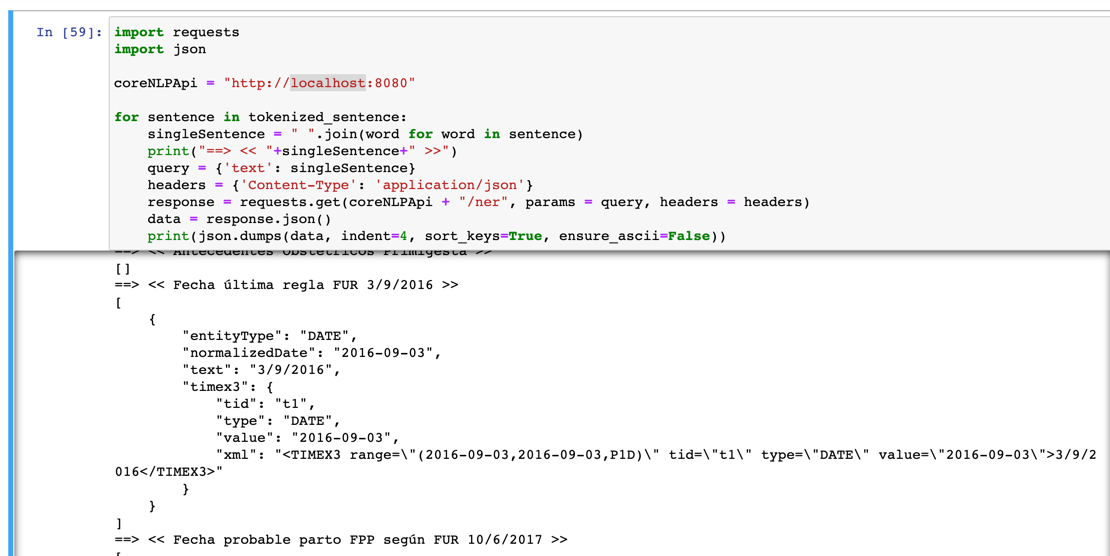 In [59]: import requests
import json
coreNLPApi = "http://localhost:8080"
for sentence in tokenized_sentence:
    singleSentence = " ".join(word for word in sentence)
    print("==> << "+singleSentence+" >>")
    query = {'text': singleSentence}
    headers = {'Content-Type': 'application/json'}
    response = requests.get(coreNLPApi + "/ner", params = query, headers = headers)
    data = response.json()
    print(json.dumps(data, indent=4, sort_keys=True, ensure_ascii=False))
==> << Antecedentes Obstétricos Primigesta >>
[]
==> << Fecha última regla FUR 3/9/2016 >>
[
    {
        "entityType": "DATE",
        "normalizedDate": "2016-09-03",
        "text": "3/9/2016",
        "timex3": {
            "tid": "t1",
            "type": "DATE",
            "value": "2016-09-03",
            "xml": "<TIMEX3 range=\"(2016-09-03,2016-09-03,P1D)\" tid=\"t1\" type=\"DATE\" value=\"2016-09-03\">3/9/2
016</TIMEX3>"
        }
    }
]
==> << Fecha probable parto FPP según FUR 10/6/2017 >>
[